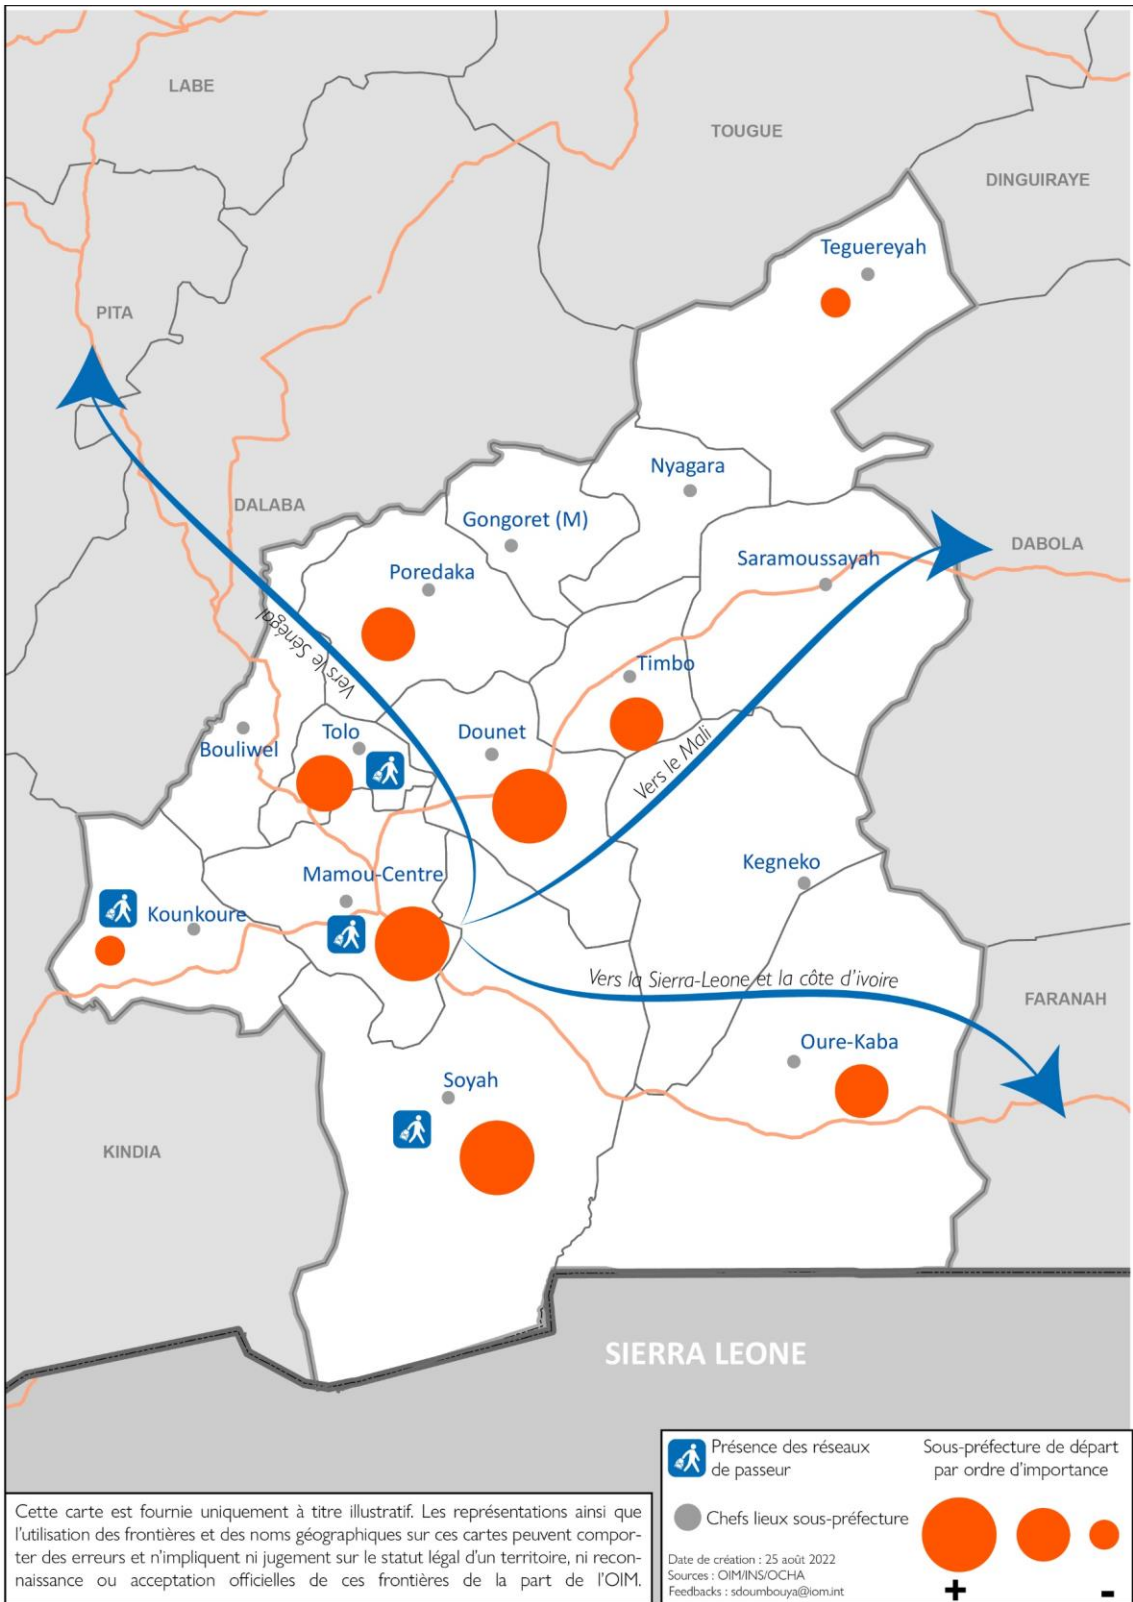 LABE
TOUGUE
DINGUIRAYE
Teguereyah
PITA
Nyagara
DALABA
Gongoret (M)
DABOLA
Saramoussayah
Poredaka
Vers le Sénégal
Timbo
Tolo
Dounet
Bouliwel
Vers le Mali
Kegneko
Mamou-Centre
Kounkoure
Vers la Sierra-Leone et la côte d'ivoire
FARANAH
Oure-Kaba
Soyah
KINDIA
SIERRA LEONE
Présence des réseaux
de passeur
Chefs lieux sous-préfecture
Date de création : 25 août 2022
Sources : OIM/INS/OCHA
Feedbacks : sdoumbouya@iom.int
Sous-préfecture de départ
par ordre d'importance
+ -
Cette carte est fournie uniquement à titre illustratif. Les représentations ainsi que
l'utilisation des frontières et des noms géographiques sur ces cartes peuvent compor-
ter des erreurs et n'impliquent ni jugement sur le statut légal d'un territoire, ni recon-
naissance ou acceptation officielles de ces frontières de la part de l'OIM.